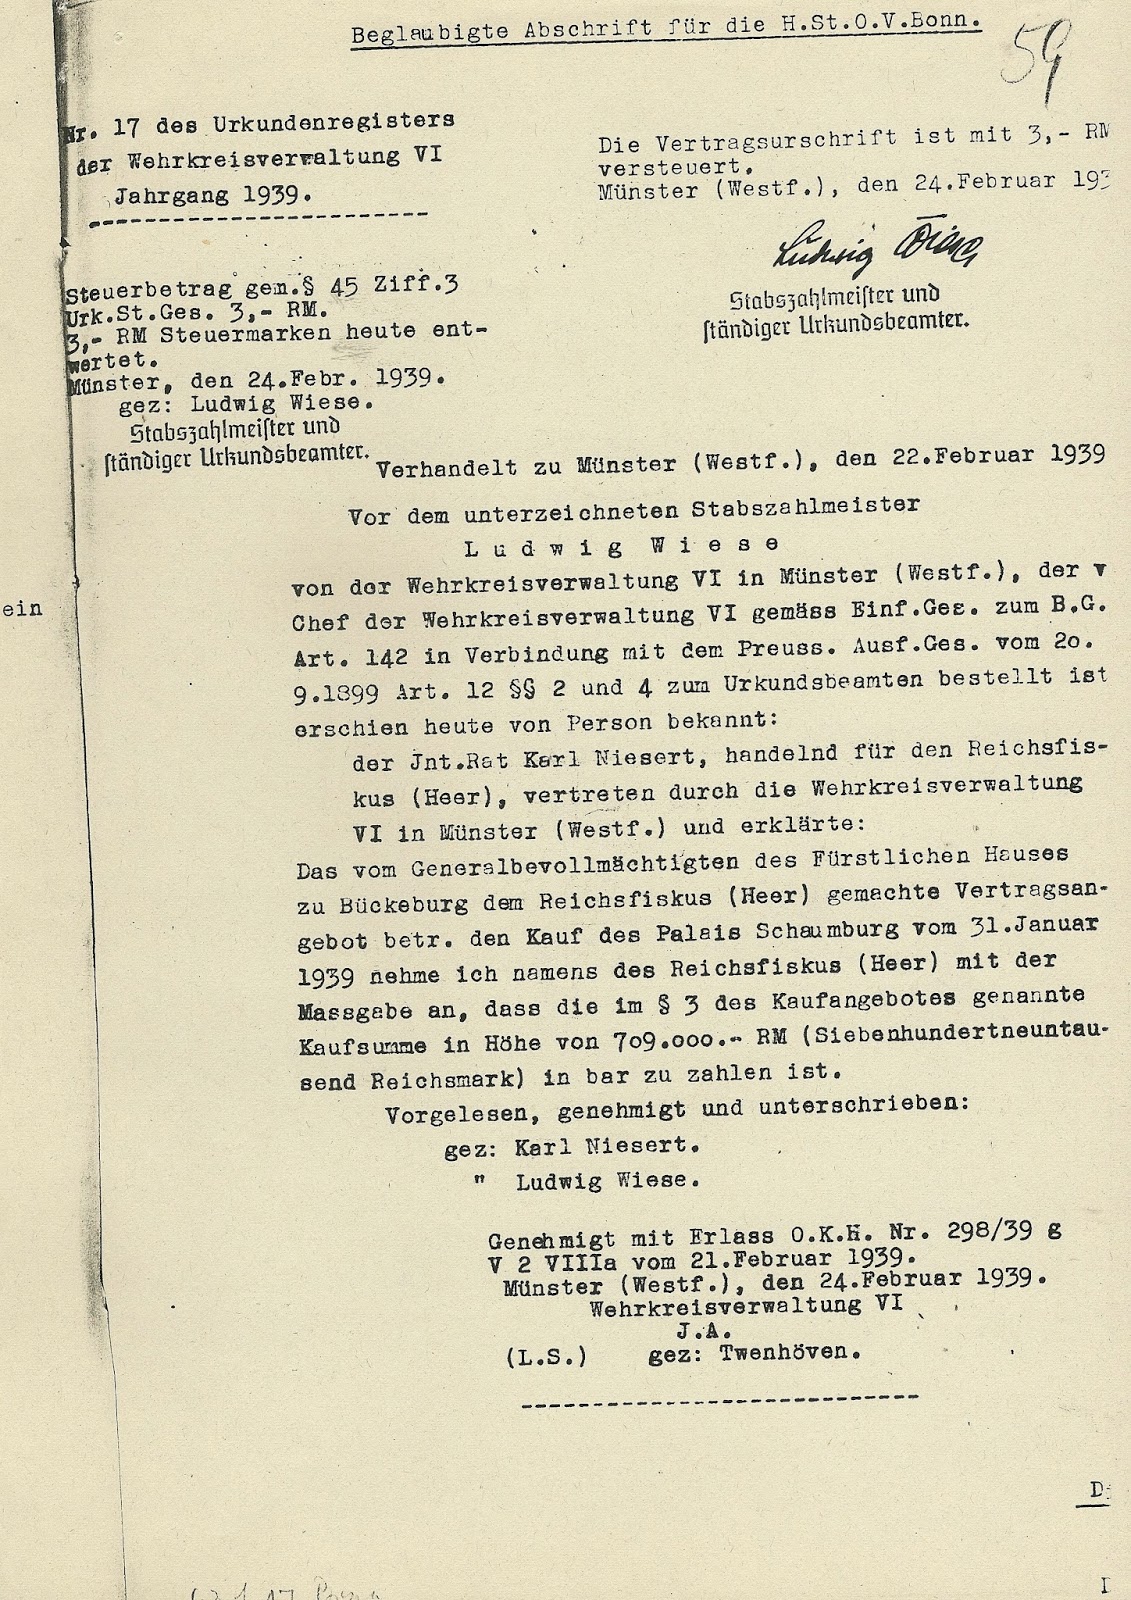 Beglaubigte Abschrift für die H.St.O.V.Bonn.
59
Nr. 17 des Urkundenregisters
der Wehrkreisverwaltung VI
Jahrgang 1939.
Die Vertragsurschrift ist mit 3,- RM
versteuert.
Münster (Westf.), den 24.Februar 193
Ludwig Wiese
Stabszahlmeister und
ständiger Urkundsbeamter.
Steuerbetrag gem.§ 45 Ziff.3
Urk.St.Ges. 3,- RM.
3,- RM Steuermarken heute ent-
wertet.
Münster, den 24.Febr. 1939.
gez: Ludwig Wiese.
Stabszahlmeister und
ständiger Urkundsbeamter.
Verhandelt zu Münster (Westf.), den 22.Februar 1939
Vor dem unterzeichneten Stabszahlmeister
L u d w i g  W i e s e
von der Wehrkreisverwaltung VI in Münster (Westf.), der v
ein
Chef der Wehrkreisverwaltung VI gemäss Einf.Ges. zum B.G.
Art. 142 in Verbindung mit dem Preuss. Ausf.Ges. vom 20.
9.1899 Art. 12 §§ 2 und 4 zum Urkundsbeamten bestellt ist
erschien heute von Person bekannt:
der Jnt.Rat Karl Niesert, handelnd für den Reichsfis-
kus (Heer), vertreten durch die Wehrkreisverwaltung
VI in Münster (Westf.) und erklärte:
Das vom Generalbevollmächtigten des Fürstlichen Hauses
zu Bückeburg dem Reichsfiskus (Heer) gemachte Vertragsan-
gebot betr. den Kauf des Palais Schaumburg vom 31.Januar
1939 nehme ich namens des Reichsfiskus (Heer) mit der
Massgabe an, dass die im § 3 des Kaufangebotes genannte
Kaufsumme in Höhe von 709.000.- RM (Siebenhundertneuntau-
send Reichsmark) in bar zu zahlen ist.
Vorgelesen, genehmigt und unterschrieben:
gez: Karl Niesert.
" Ludwig Wiese.
Genehmigt mit Erlass O.K.H. Nr. 298/39 g
V 2 VIIIa vom 21.Februar 1939.
Münster (Westf.), den 24.Februar 1939.
Wehrkreisverwaltung VI
J.A.
(L.S.) gez: Twenhöven.
D